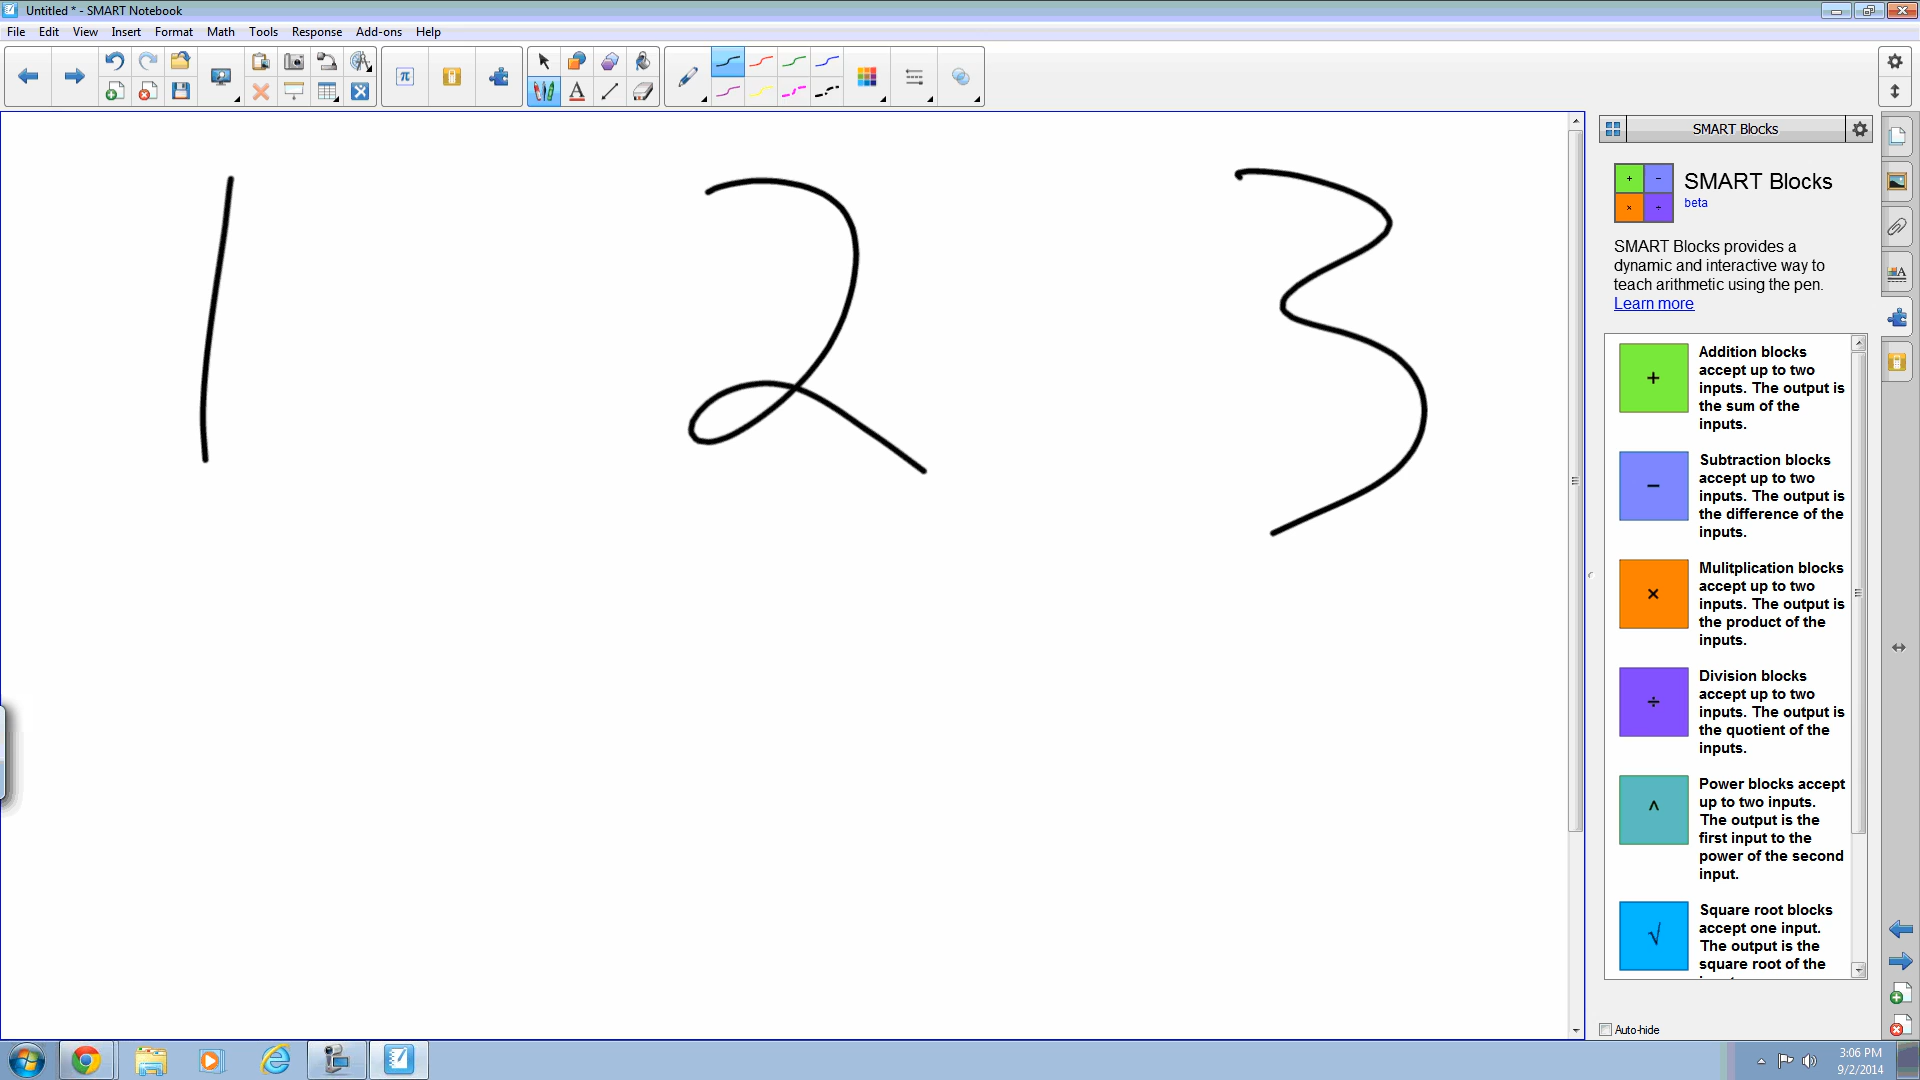 Untitled * - SMART Notebook
File Edit View Insert Format Math Tools Response Add-ons Help
π
A
1 2 3
SMART Blocks
+ −
× ÷
SMART Blocks
beta
SMART Blocks provides a
dynamic and interactive way to
teach arithmetic using the pen.
Learn more
+
Addition blocks
accept up to two
inputs. The output is
the sum of the
inputs.
−
Subtraction blocks
accept up to two
inputs. The output is
the difference of the
inputs.
×
Mulitplication blocks
accept up to two
inputs. The output is
the product of the
inputs.
÷
Division blocks
accept up to two
inputs. The output is
the quotient of the
inputs.
^
Power blocks accept
up to two inputs.
The output is the
first input to the
power of the second
input.
√
Square root blocks
accept one input.
The output is the
square root of the
Auto-hide
3:06 PM
9/2/2014